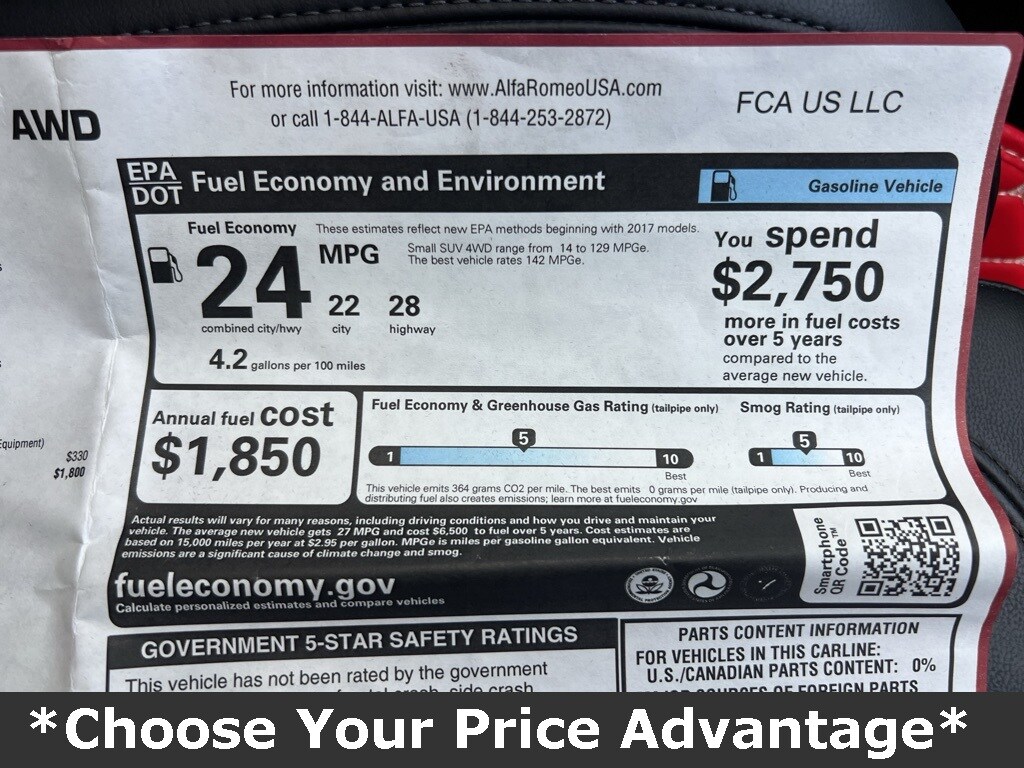 For more information visit: www.AlfaRomeoUSA.com
or call 1-844-ALFA-USA (1-844-253-2872)
FCA US LLC
AWD
EPA
DOT
Fuel Economy and Environment
Gasoline Vehicle
Fuel Economy
These estimates reflect new EPA methods beginning with 2017 models.
24
MPG
Small SUV 4WD range from 14 to 129 MPGe.
The best vehicle rates 142 MPGe.
22
28
combined city/hwy
city
highway
4.2 gallons per 100 miles
You spend
$2,750
more in fuel costs
over 5 years
compared to the
average new vehicle.
Annual fuel cost
$1,850
Fuel Economy & Greenhouse Gas Rating (tailpipe only)
5
1
10
Best
Smog Rating (tailpipe only)
5
1
10
Best
This vehicle emits 364 grams CO2 per mile. The best emits 0 grams per mile (tailpipe only). Producing and
distributing fuel also creates emissions; learn more at fueleconomy.gov
Equipment)
$330
$1,800
Actual results will vary for many reasons, including driving conditions and how you drive and maintain your
vehicle. The average new vehicle gets 27 MPG and cost $6,500 to fuel over 5 years. Cost estimates are
based on 15,000 miles per year at $2.95 per gallon. MPGe is miles per gasoline gallon equivalent. Vehicle
emissions are a significant cause of climate change and smog.
fueleconomy.gov
Calculate personalized estimates and compare vehicles
Smartphone
QR Code™
GOVERNMENT 5-STAR SAFETY RATINGS
This vehicle has not been rated by the government
crash, side crash
PARTS CONTENT INFORMATION
FOR VEHICLES IN THIS CARLINE:
U.S./CANADIAN PARTS CONTENT: 0%
MAJOR SOURCES OF FOREIGN PARTS
*Choose Your Price Advantage*